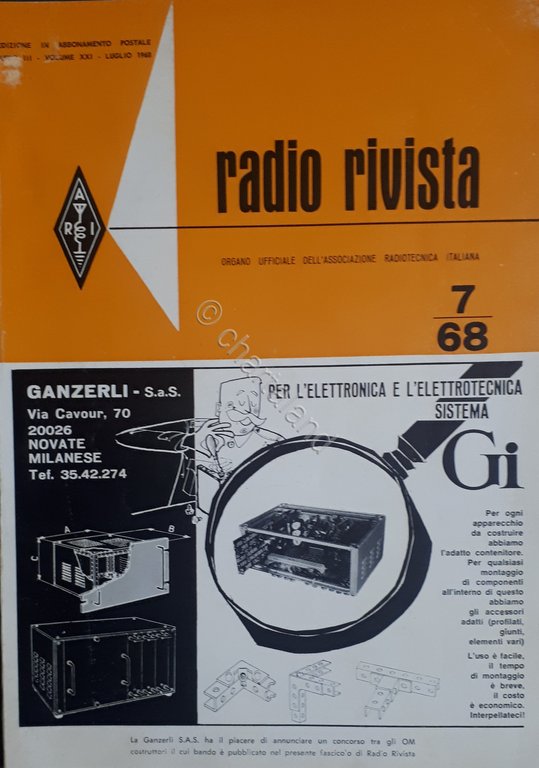 EDIZIONE IN ABBONAMENTO POSTALE
III - VOLUME XXI - LUGLIO 1968
radio rivista
A
R I
ORGANO UFFICIALE DELL'ASSOCIAZIONE RADIOTECNICA ITALIANA
7
68
© chartaland
GANZERLI - S.a.S.
Via Cavour, 70
20026
NOVATE
MILANESE
Tef. 35.42.274
PER L'ELETTRONICA E L'ELETTROTECNICA
SISTEMA
Gi
A
B
C
Per ogni
apparecchio
da costruire
abbiamo
l'adatto contenitore.
Per qualsiasi
montaggio
di componenti
all'interno di questo
abbiamo
gli accessori
adatti (profilati,
giunti,
elementi vari)
L'uso è facile,
il tempo
di montaggio
è breve,
il costo
è economico.
Interpellateci!
La Ganzerli S.A.S. ha il piacere di annunciare un concorso tra gli OM
costruttori il cui bando è pubblicato nel presente fascicolo di Radio Rivista